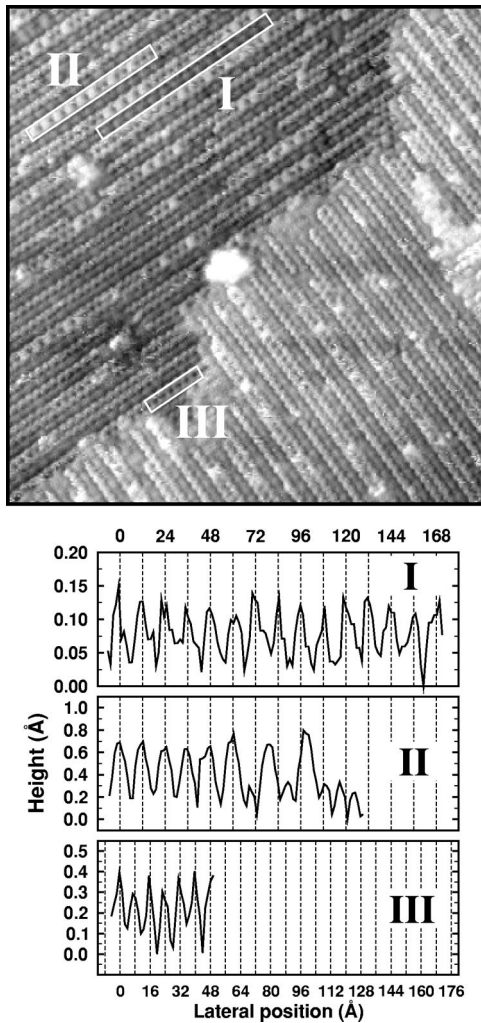 II
I
III
0 24 48 72 96 120 144 168
0.20
0.15
0.10
0.05
0.00
I
1.0
0.8
0.6
0.4
0.2
0.0
II
Height (Å)
0.5
0.4
0.3
0.2
0.1
0.0
III
0 16 32 48 64 80 96 112 128 144 160 176
Lateral position (Å)